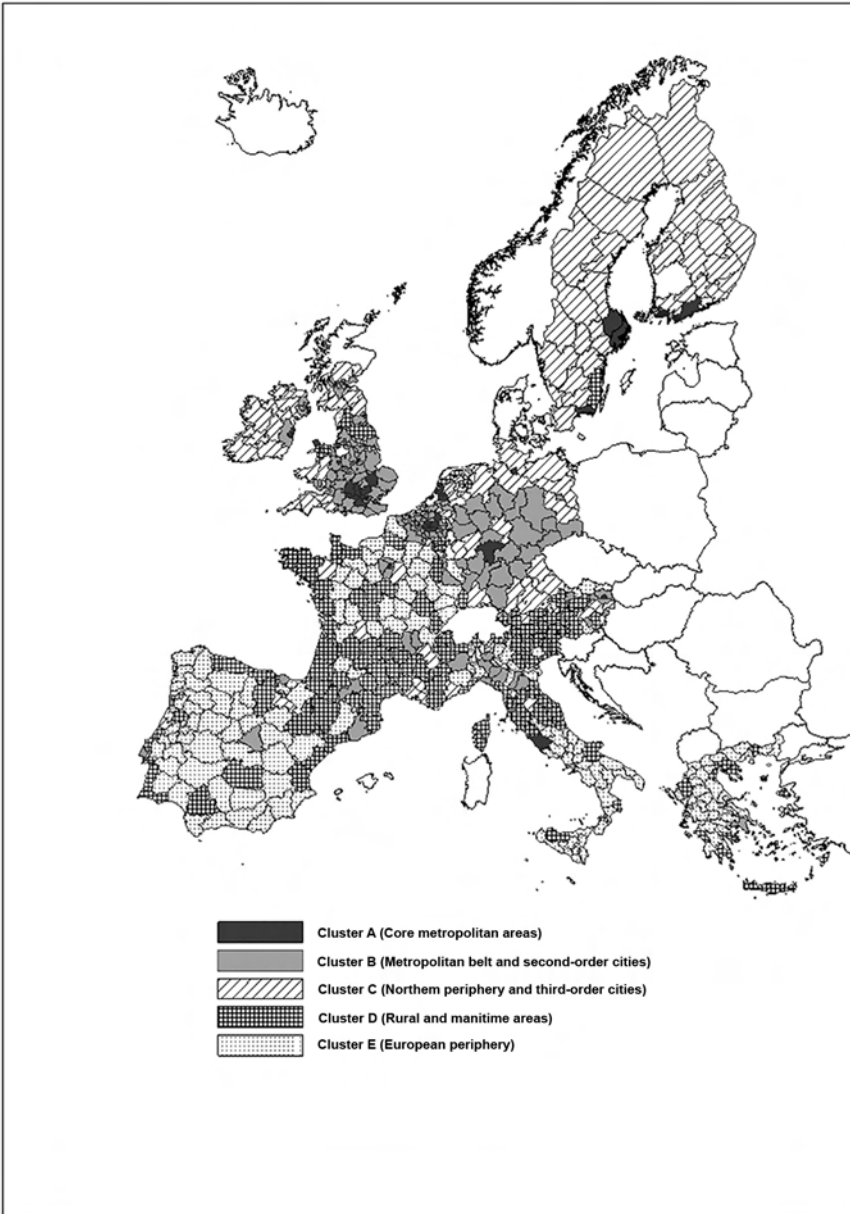 Cluster A (Core metropolitan areas)
Cluster B (Metropolitan belt and second-order cities)
Cluster C (Northem periphery and third-order cities)
Cluster D (Rural and manitime areas)
Cluster E (European periphery)